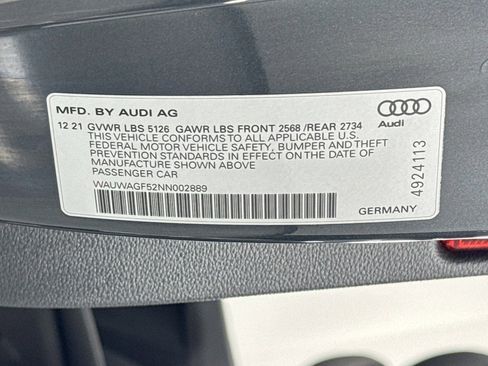 MFD. BY AUDI AG
12 21 GVWR LBS 5126 GAWR LBS FRONT 2568 /REAR 2734
THIS VEHICLE CONFORMS TO ALL APPLICABLE U.S.
FEDERAL MOTOR VEHICLE SAFETY, BUMPER AND THEFT
PREVENTION STANDARDS IN EFFECT ON THE DATE OF
MANUFACTURE SHOWN ABOVE
PASSENGER CAR
WAUWAGF52NN002889
GERMANY
Audi
4924113